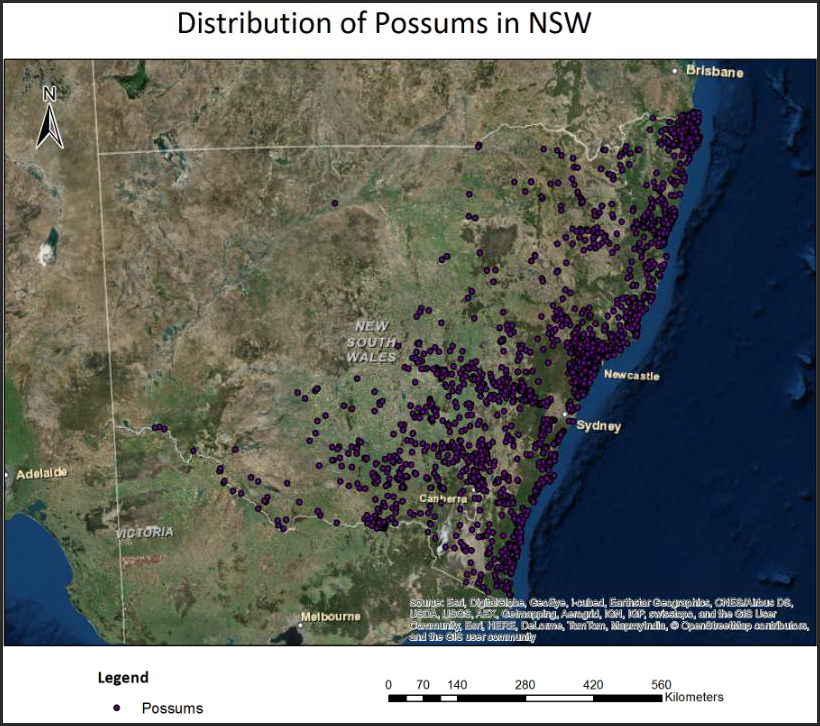 Distribution of Possums in NSW
N
Brisbane
NEW
SOUTH
WALES
Newcastle
Sydney
Adelaide
Canberra
VICTORIA
Melbourne
Source: Esri, DigitalGlobe, GeoEye, i-cubed, Earthstar Geographics, CNES/Airbus DS,
USDA, USGS, AEX, Getmapping, Aerogrid, IGN, IGP, swisstopo, and the GIS User
Community, Esri, HERE, DeLorme, TomTom, MapmyIndia, © OpenStreetMap contributors,
and the GIS user community
Legend
Possums
0 70 140 280 420 560
Kilometers